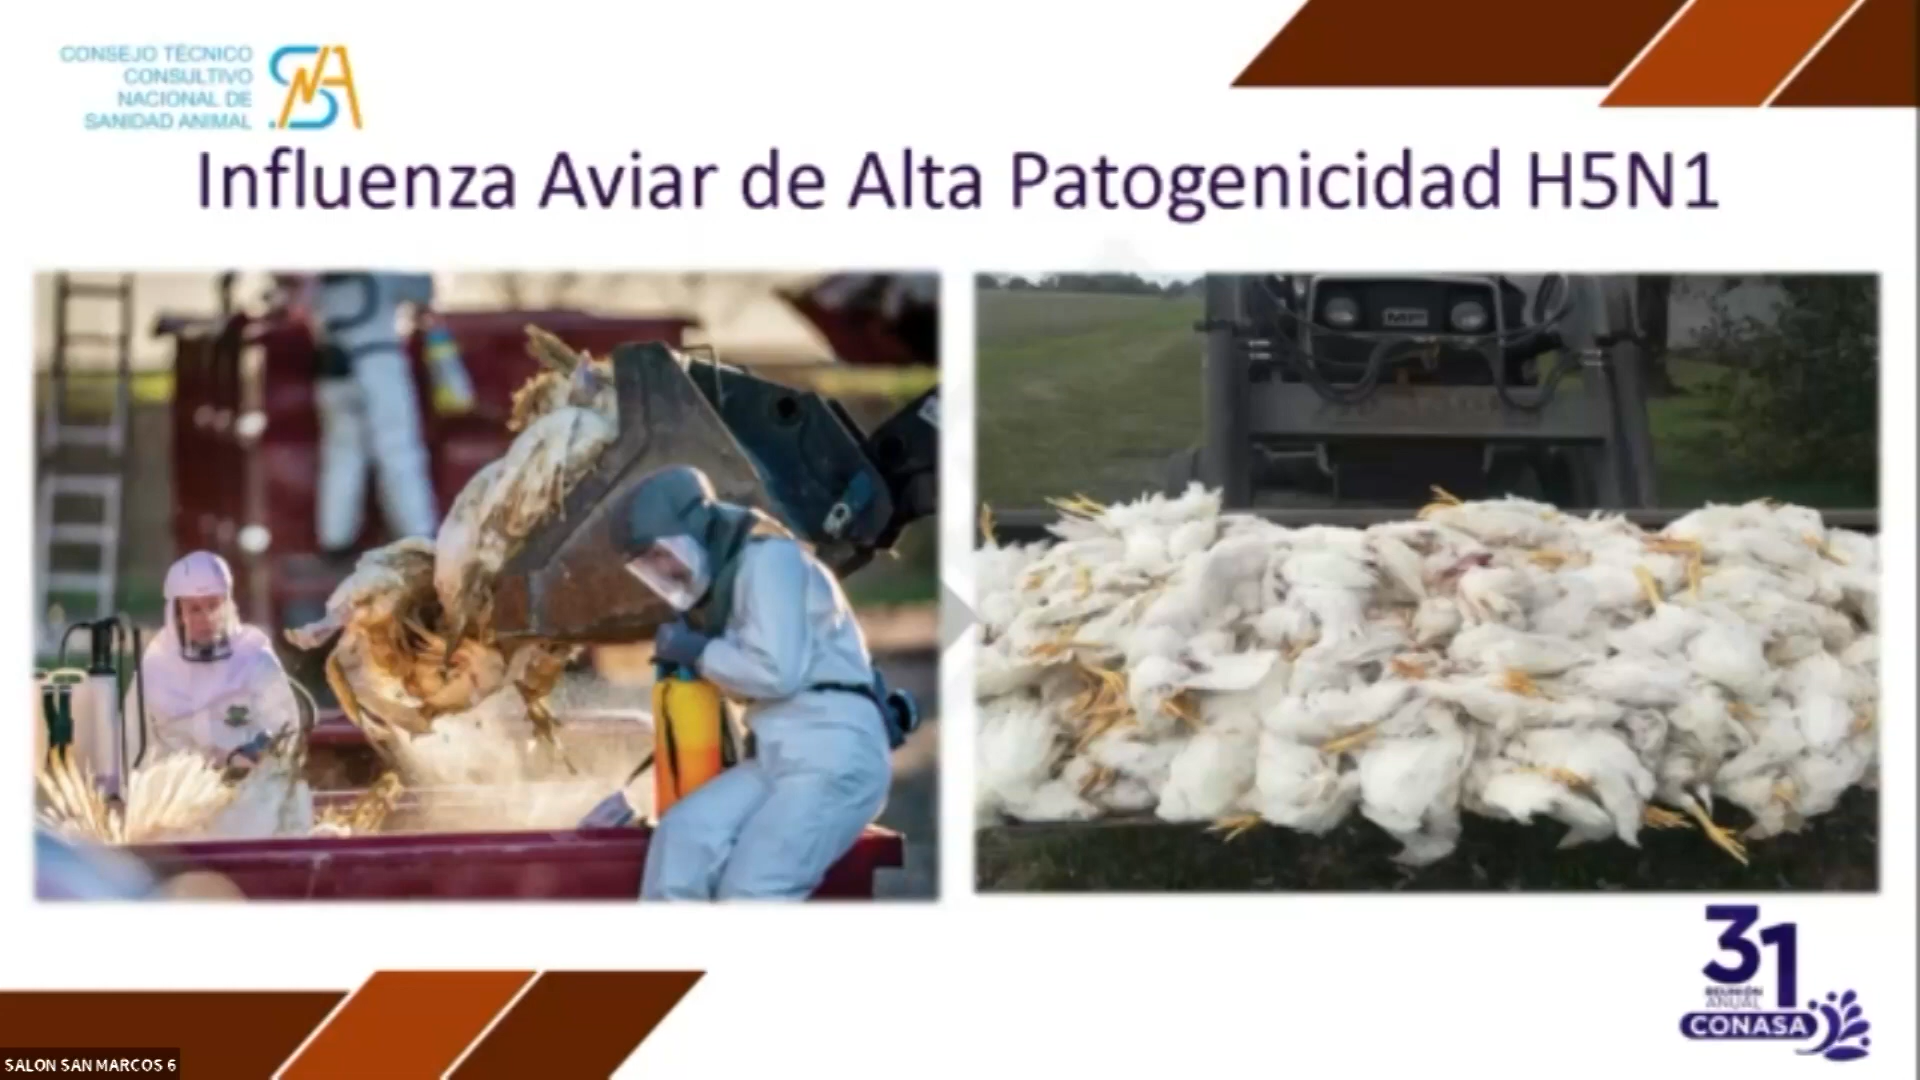 CONSEJO TÉCNICO
CONSULTIVO
NACIONAL DE
SANIDAD ANIMAL
Influenza Aviar de Alta Patogenicidad H5N1
31
REUNIÓN
ANUAL
CONASA
SALON SAN MARCOS 6